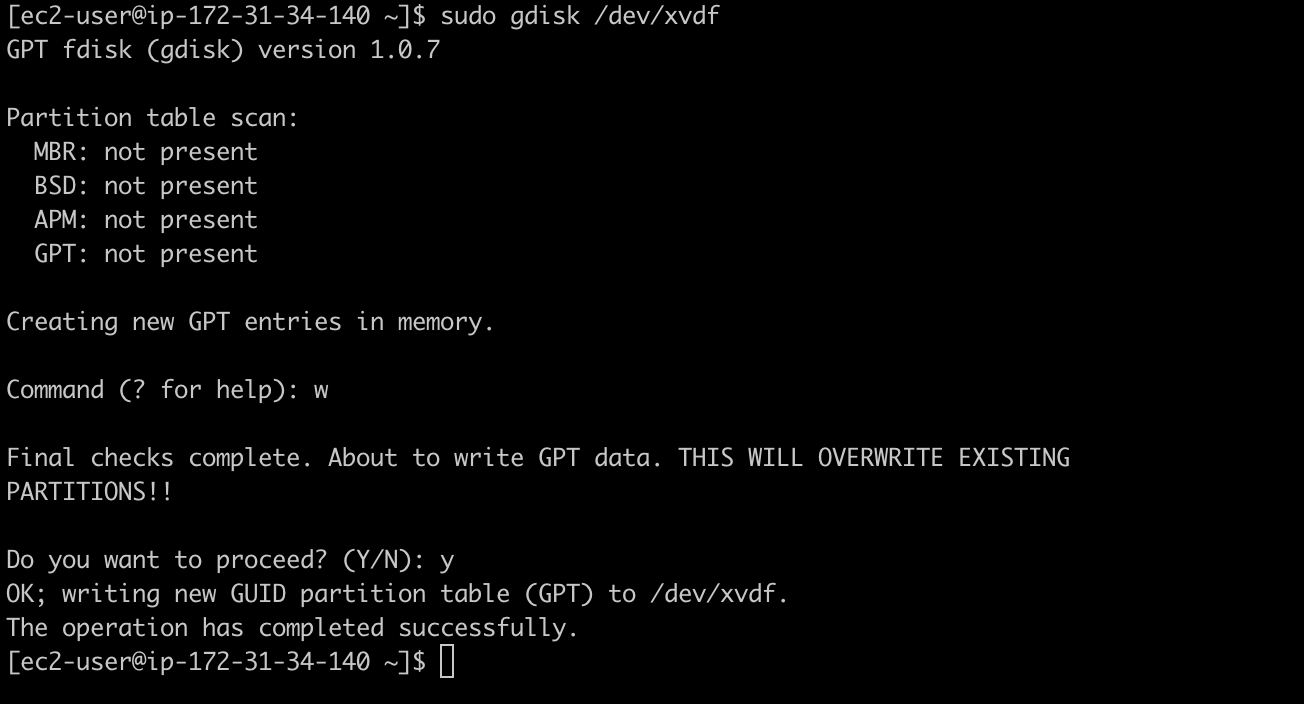 [ec2-user@ip-172-31-34-140 ~]$ sudo gdisk /dev/xvdf
GPT fdisk (gdisk) version 1.0.7
Partition table scan:
  MBR: not present
  BSD: not present
  APM: not present
  GPT: not present
Creating new GPT entries in memory.
Command (? for help): w
Final checks complete. About to write GPT data. THIS WILL OVERWRITE EXISTING
PARTITIONS!!
Do you want to proceed? (Y/N): y
OK; writing new GUID partition table (GPT) to /dev/xvdf.
The operation has completed successfully.
[ec2-user@ip-172-31-34-140 ~]$